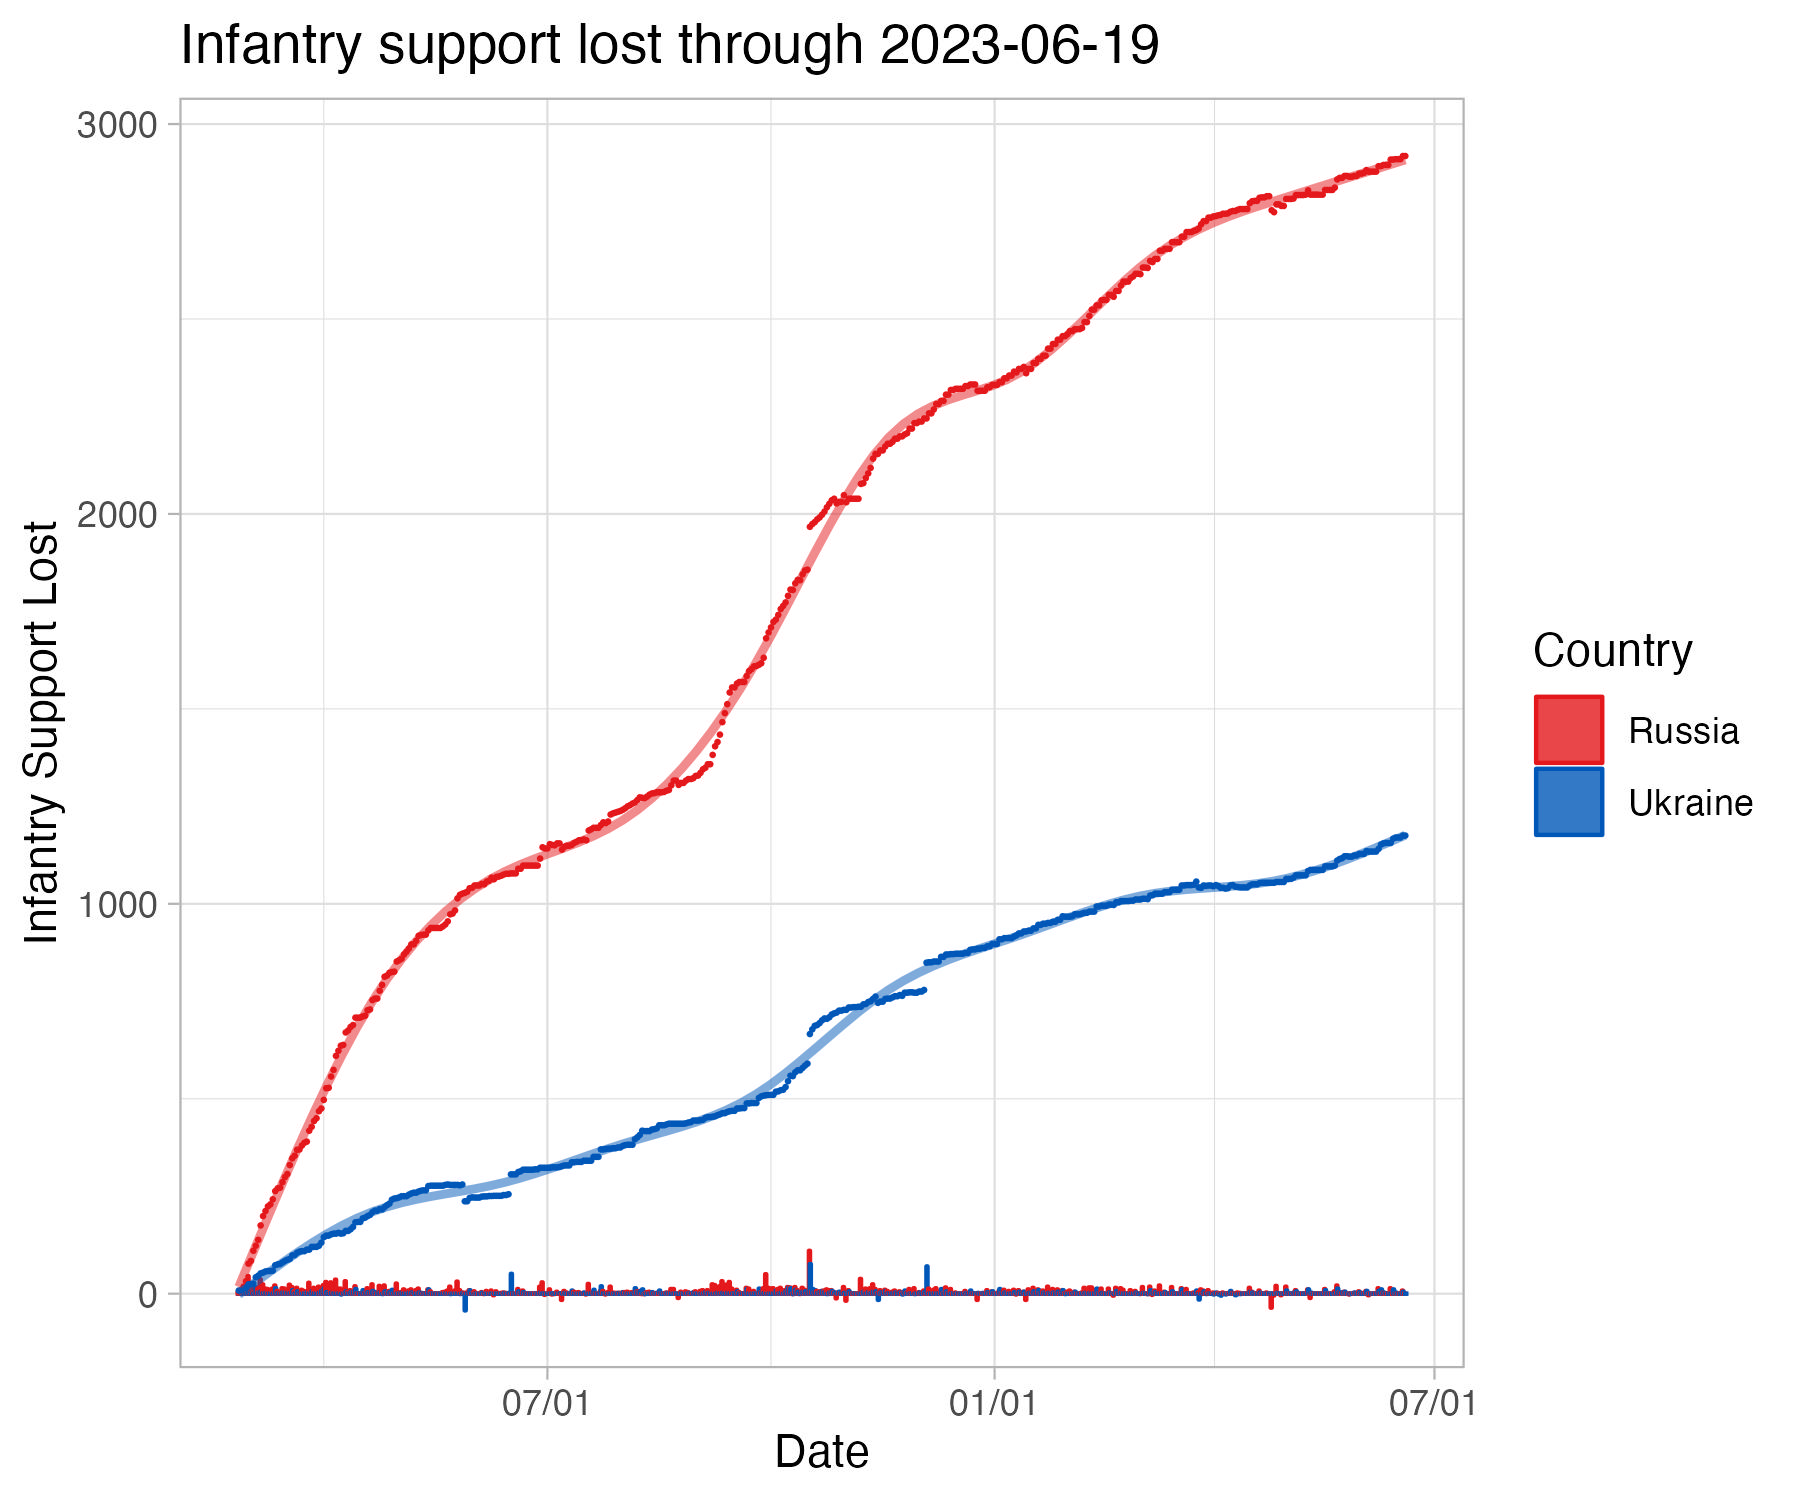 Infantry support lost through 2023-06-19
3000
2000
1000
0
Infantry Support Lost
07/01
01/01
07/01
Date
Country
Russia
Ukraine